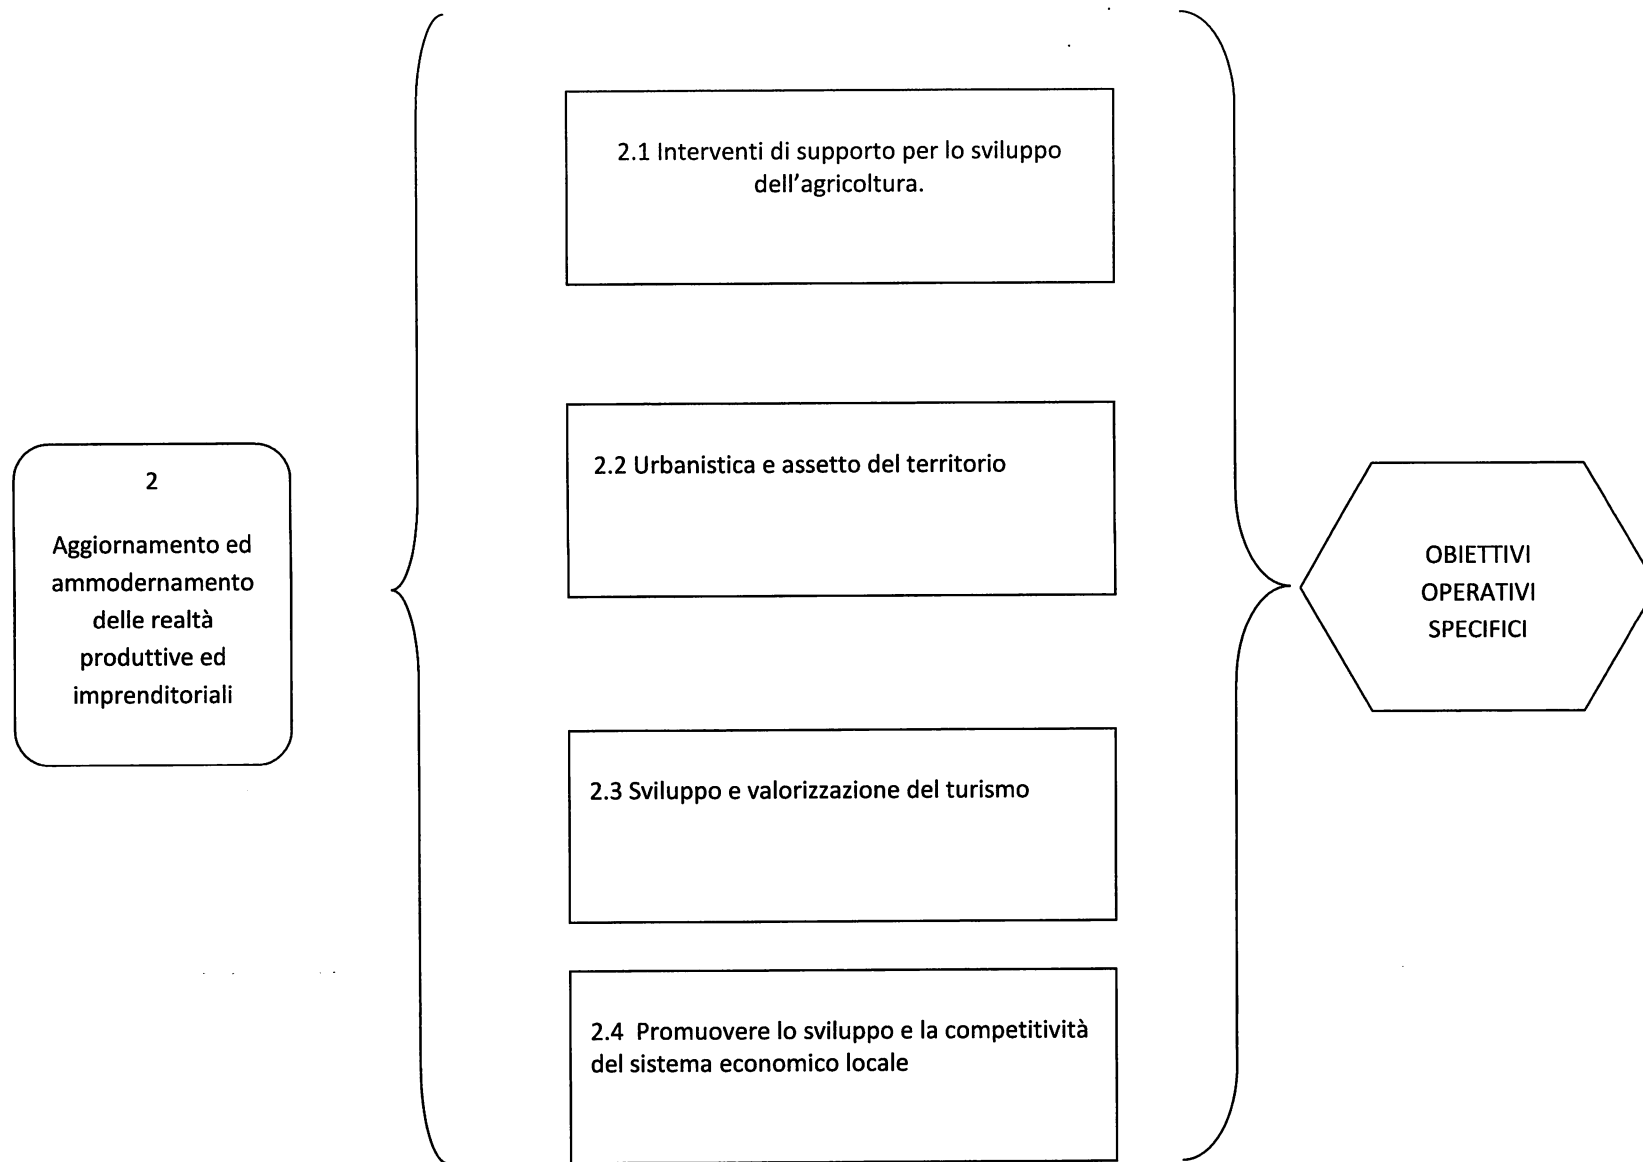 2
Aggiornamento ed
ammodernamento
delle realtà
produttive ed
imprenditoriali
2.1 Interventi di supporto per lo sviluppo
dell'agricoltura.
2.2 Urbanistica e assetto del territorio
2.3 Sviluppo e valorizzazione del turismo
2.4 Promuovere lo sviluppo e la competitività
del sistema economico locale
OBIETTIVI
OPERATIVI
SPECIFICI